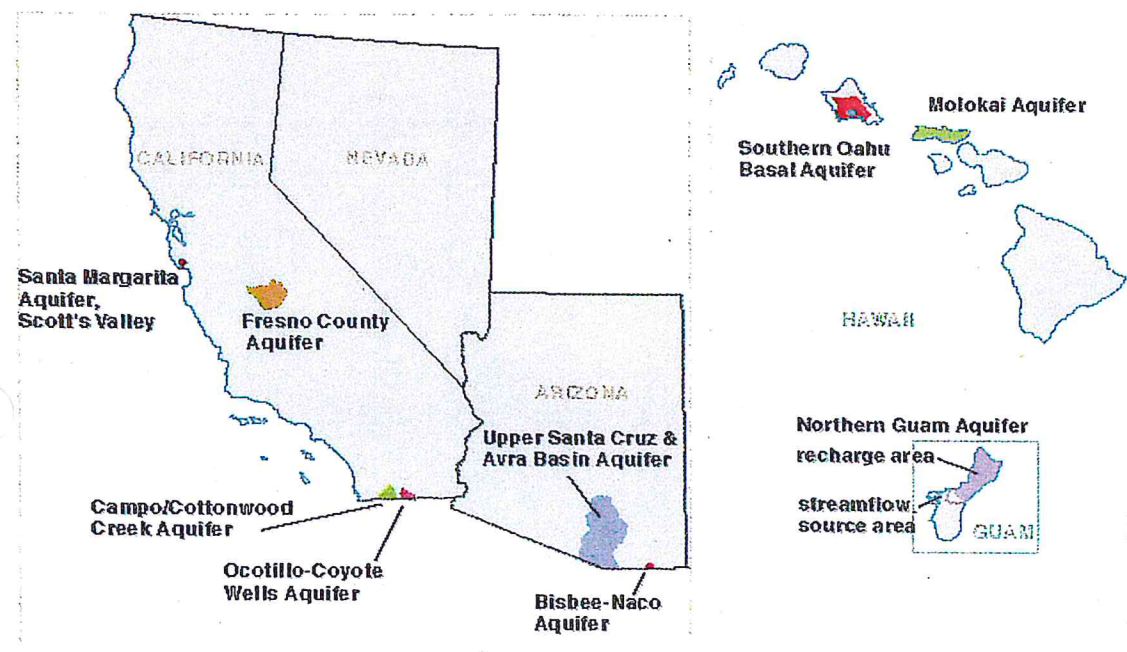 CALIFORNIA
NEVADA
Santa Margarita
Aquifer,
Scott's Valley
Fresno County
Aquifer
ARIZONA
Upper Santa Cruz &
Avra Basin Aquifer
Campo/Cottonwood
Creek Aquifer
Ocotillo-Coyote
Wells Aquifer
Bisbee-Naco
Aquifer
Molokai Aquifer
Southern Oahu
Basal Aquifer
HAWAII
Northern Guam Aquifer
recharge area
streamflow
source area
GUAM